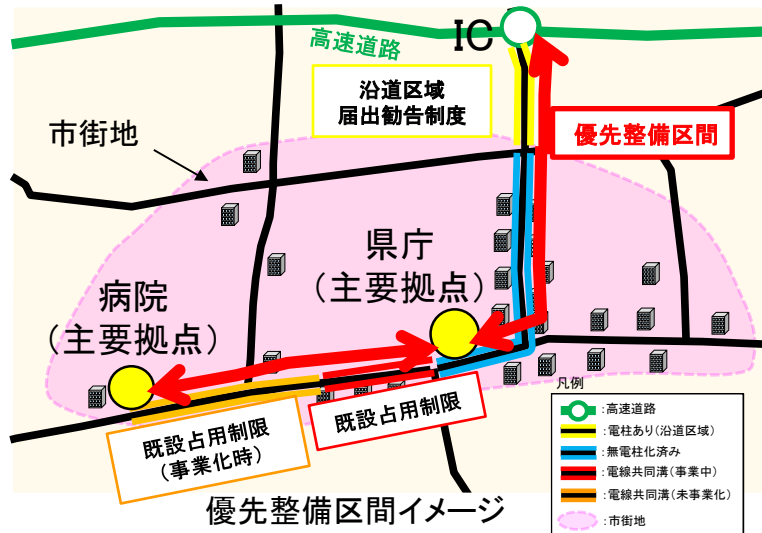 IC
高速道路
沿道区域
届出勧告制度
優先整備区間
市街地
県庁
（主要拠点）
病院
（主要拠点）
既設占用制限
既設占用制限
（事業化時）
凡例
：高速道路
：電柱あり（沿道区域）
：無電柱化済み
：電線共同溝（事業中）
：電線共同溝（未事業化）
：市街地
優先整備区間イメージ